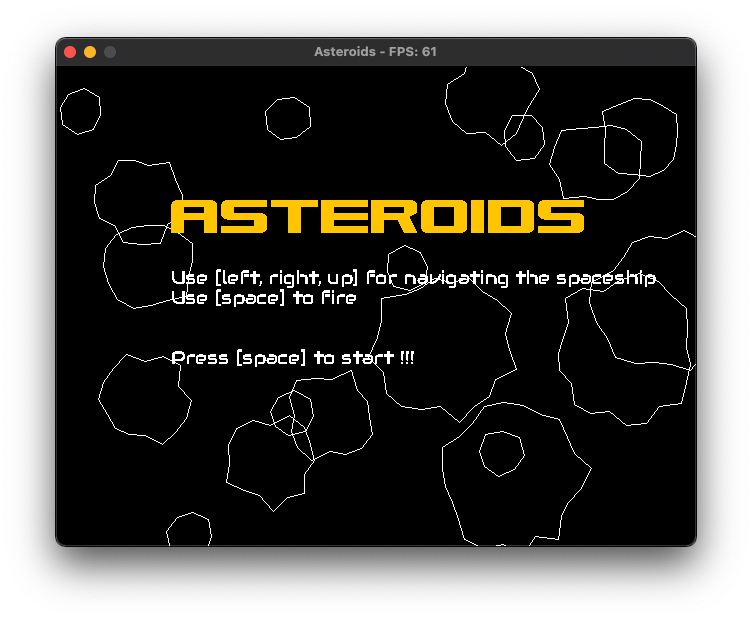 Asteroids - FPS: 61
ASTEROIDS
Use [left, right, up] for navigating the spaceship
Use [space] to fire
Press [space] to start !!!